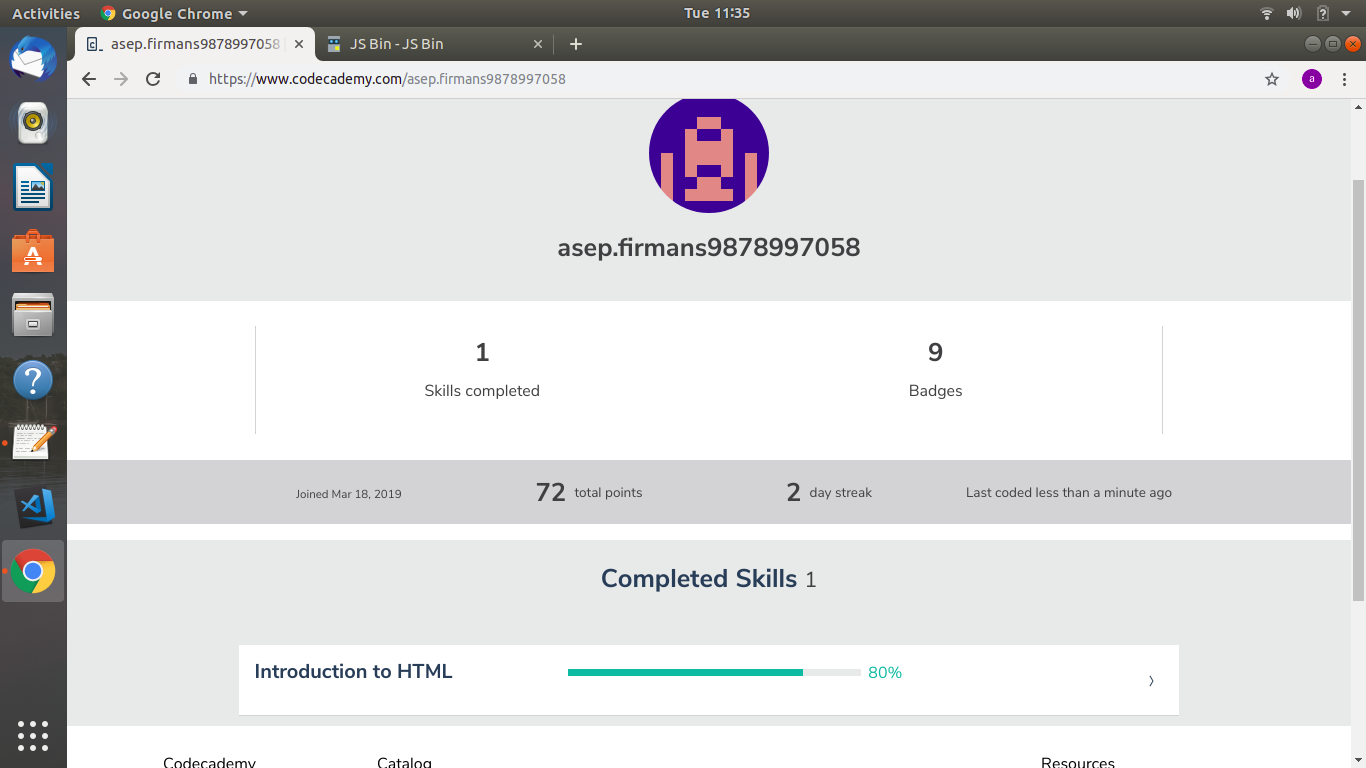 Activities Google Chrome Tue 11:35
asep.firmans9878997058 JS Bin - JS Bin
https://www.codecademy.com/asep.firmans9878997058 a
asep.firmans9878997058
1 9
Skills completed Badges
Joined Mar 18, 2019 72 total points 2 day streak Last coded less than a minute ago
Completed Skills 1
Introduction to HTML 80%
Codecademy Catalog Resources